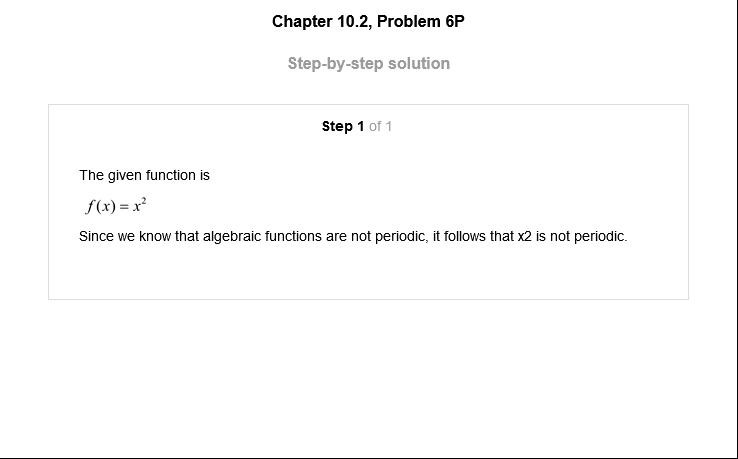 Chapter 10.2, Problem 6P
Step-by-step solution
Step 1 of 1
The given function is
f(x) = x²
Since we know that algebraic functions are not periodic, it follows that x2 is not periodic.